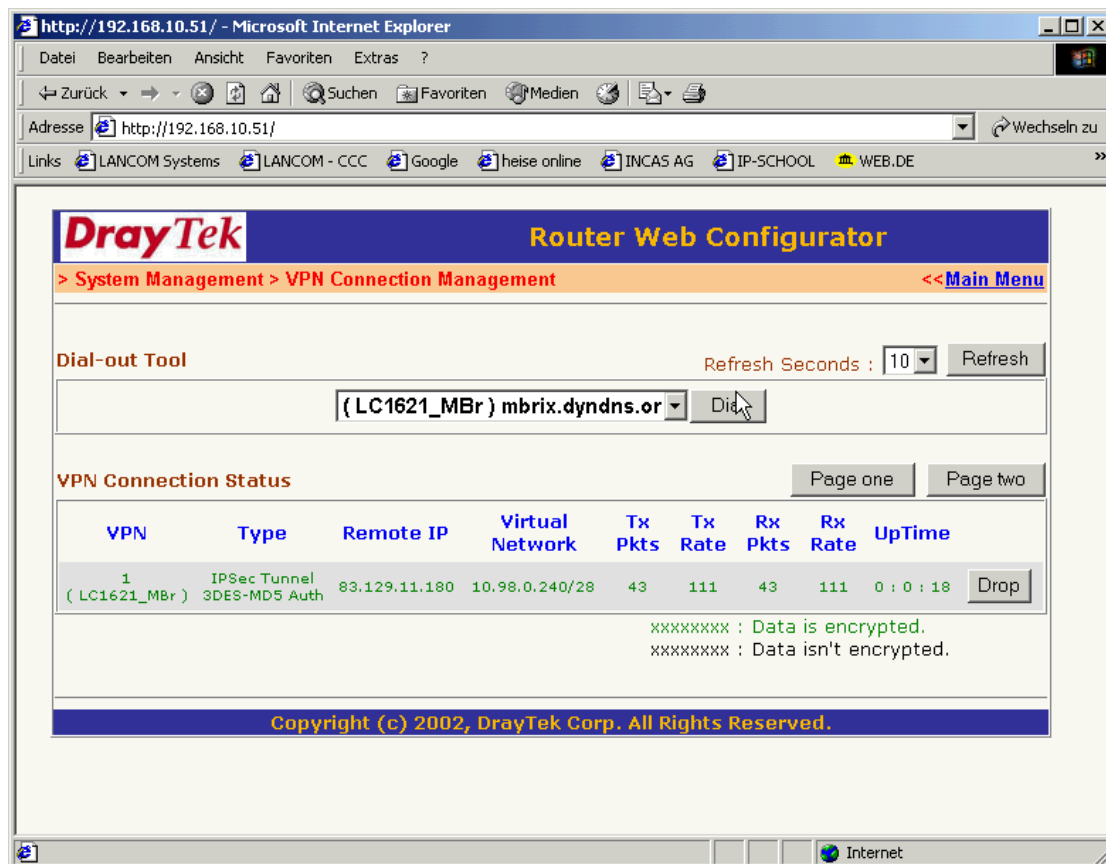 http://192.168.10.51/ - Microsoft Internet Explorer
Datei Bearbeiten Ansicht Favoriten Extras ?
Zurück Suchen Favoriten Medien
Adresse http://192.168.10.51/ Wechseln zu
Links LANCOM Systems LANCOM - CCC Google heise online INCAS AG IP-SCHOOL WEB.DE »
DrayTek Router Web Configurator
> System Management > VPN Connection Management <<Main Menu
Dial-out Tool Refresh Seconds : 10 Refresh
( LC1621_MBr ) mbrix.dyndns.or
VPN Connection Status Page one Page two
VPN Type Remote IP Virtual Network Tx Pkts Tx Rate Rx Pkts Rx Rate UpTime
1 ( LC1621_MBr ) IPSec Tunnel 3DES-MD5 Auth 83.129.11.180 10.98.0.240/28 43 111 43 111 0 : 0 : 18 Drop
xxxxxxxx : Data is encrypted.
xxxxxxxx : Data isn't encrypted.
Copyright (c) 2002, DrayTek Corp. All Rights Reserved.
Internet